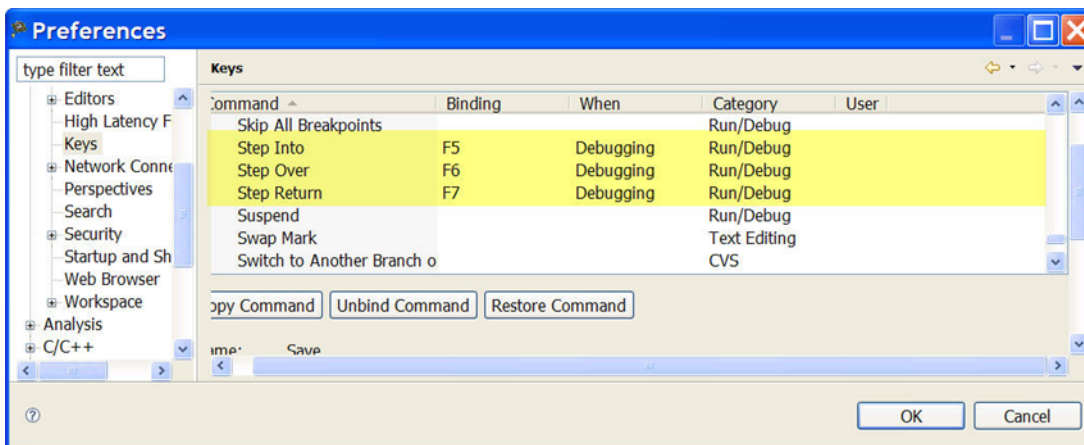 Preferences
type filter text
Keys
Editors
High Latency F
Keys
Network Conne
Perspectives
Search
Security
Startup and Sh
Web Browser
Workspace
Analysis
C/C++
ommand Binding When Category User
Skip All Breakpoints Run/Debug
Step Into F5 Debugging Run/Debug
Step Over F6 Debugging Run/Debug
Step Return F7 Debugging Run/Debug
Suspend Run/Debug
Swap Mark Text Editing
Switch to Another Branch o CVS
opy Command Unbind Command Restore Command
ame: Save
OK Cancel